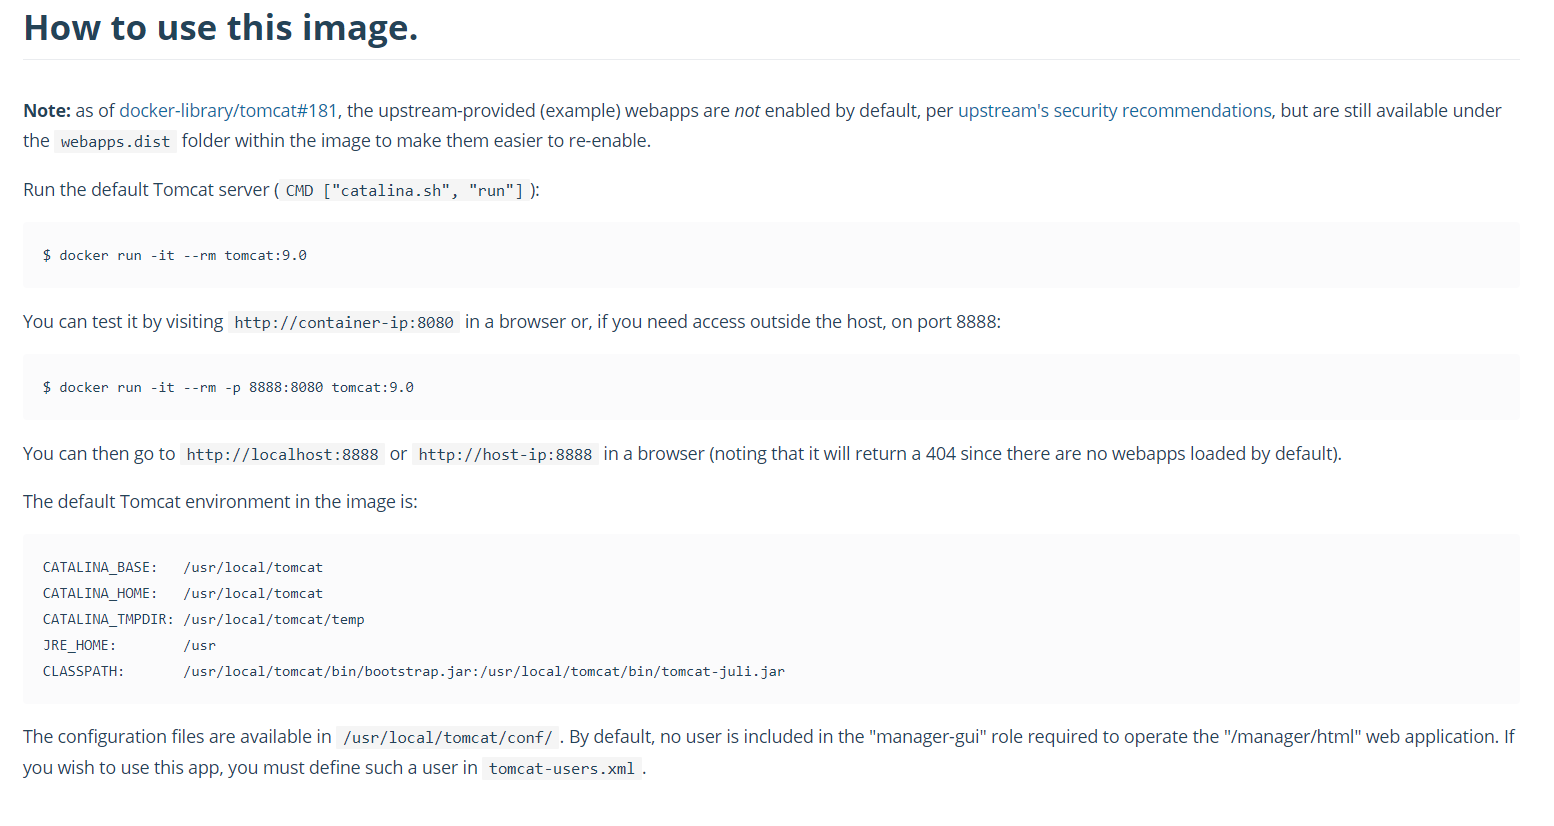 How to use this image.
Note: as of docker-library/tomcat#181, the upstream-provided (example) webapps are not enabled by default, per upstream's security recommendations, but are still available under
the webapps.dist folder within the image to make them easier to re-enable.
Run the default Tomcat server ( CMD ["catalina.sh", "run"] ):
$ docker run -it --rm tomcat:9.0
You can test it by visiting http://container-ip:8080 in a browser or, if you need access outside the host, on port 8888:
$ docker run -it --rm -p 8888:8080 tomcat:9.0
You can then go to http://localhost:8888 or http://host-ip:8888 in a browser (noting that it will return a 404 since there are no webapps loaded by default).
The default Tomcat environment in the image is:
CATALINA_BASE:   /usr/local/tomcat
CATALINA_HOME:   /usr/local/tomcat
CATALINA_TMPDIR: /usr/local/tomcat/temp
JRE_HOME:        /usr
CLASSPATH:       /usr/local/tomcat/bin/bootstrap.jar:/usr/local/tomcat/bin/tomcat-juli.jar
The configuration files are available in /usr/local/tomcat/conf/ . By default, no user is included in the "manager-gui" role required to operate the "/manager/html" web application. If
you wish to use this app, you must define such a user in tomcat-users.xml .